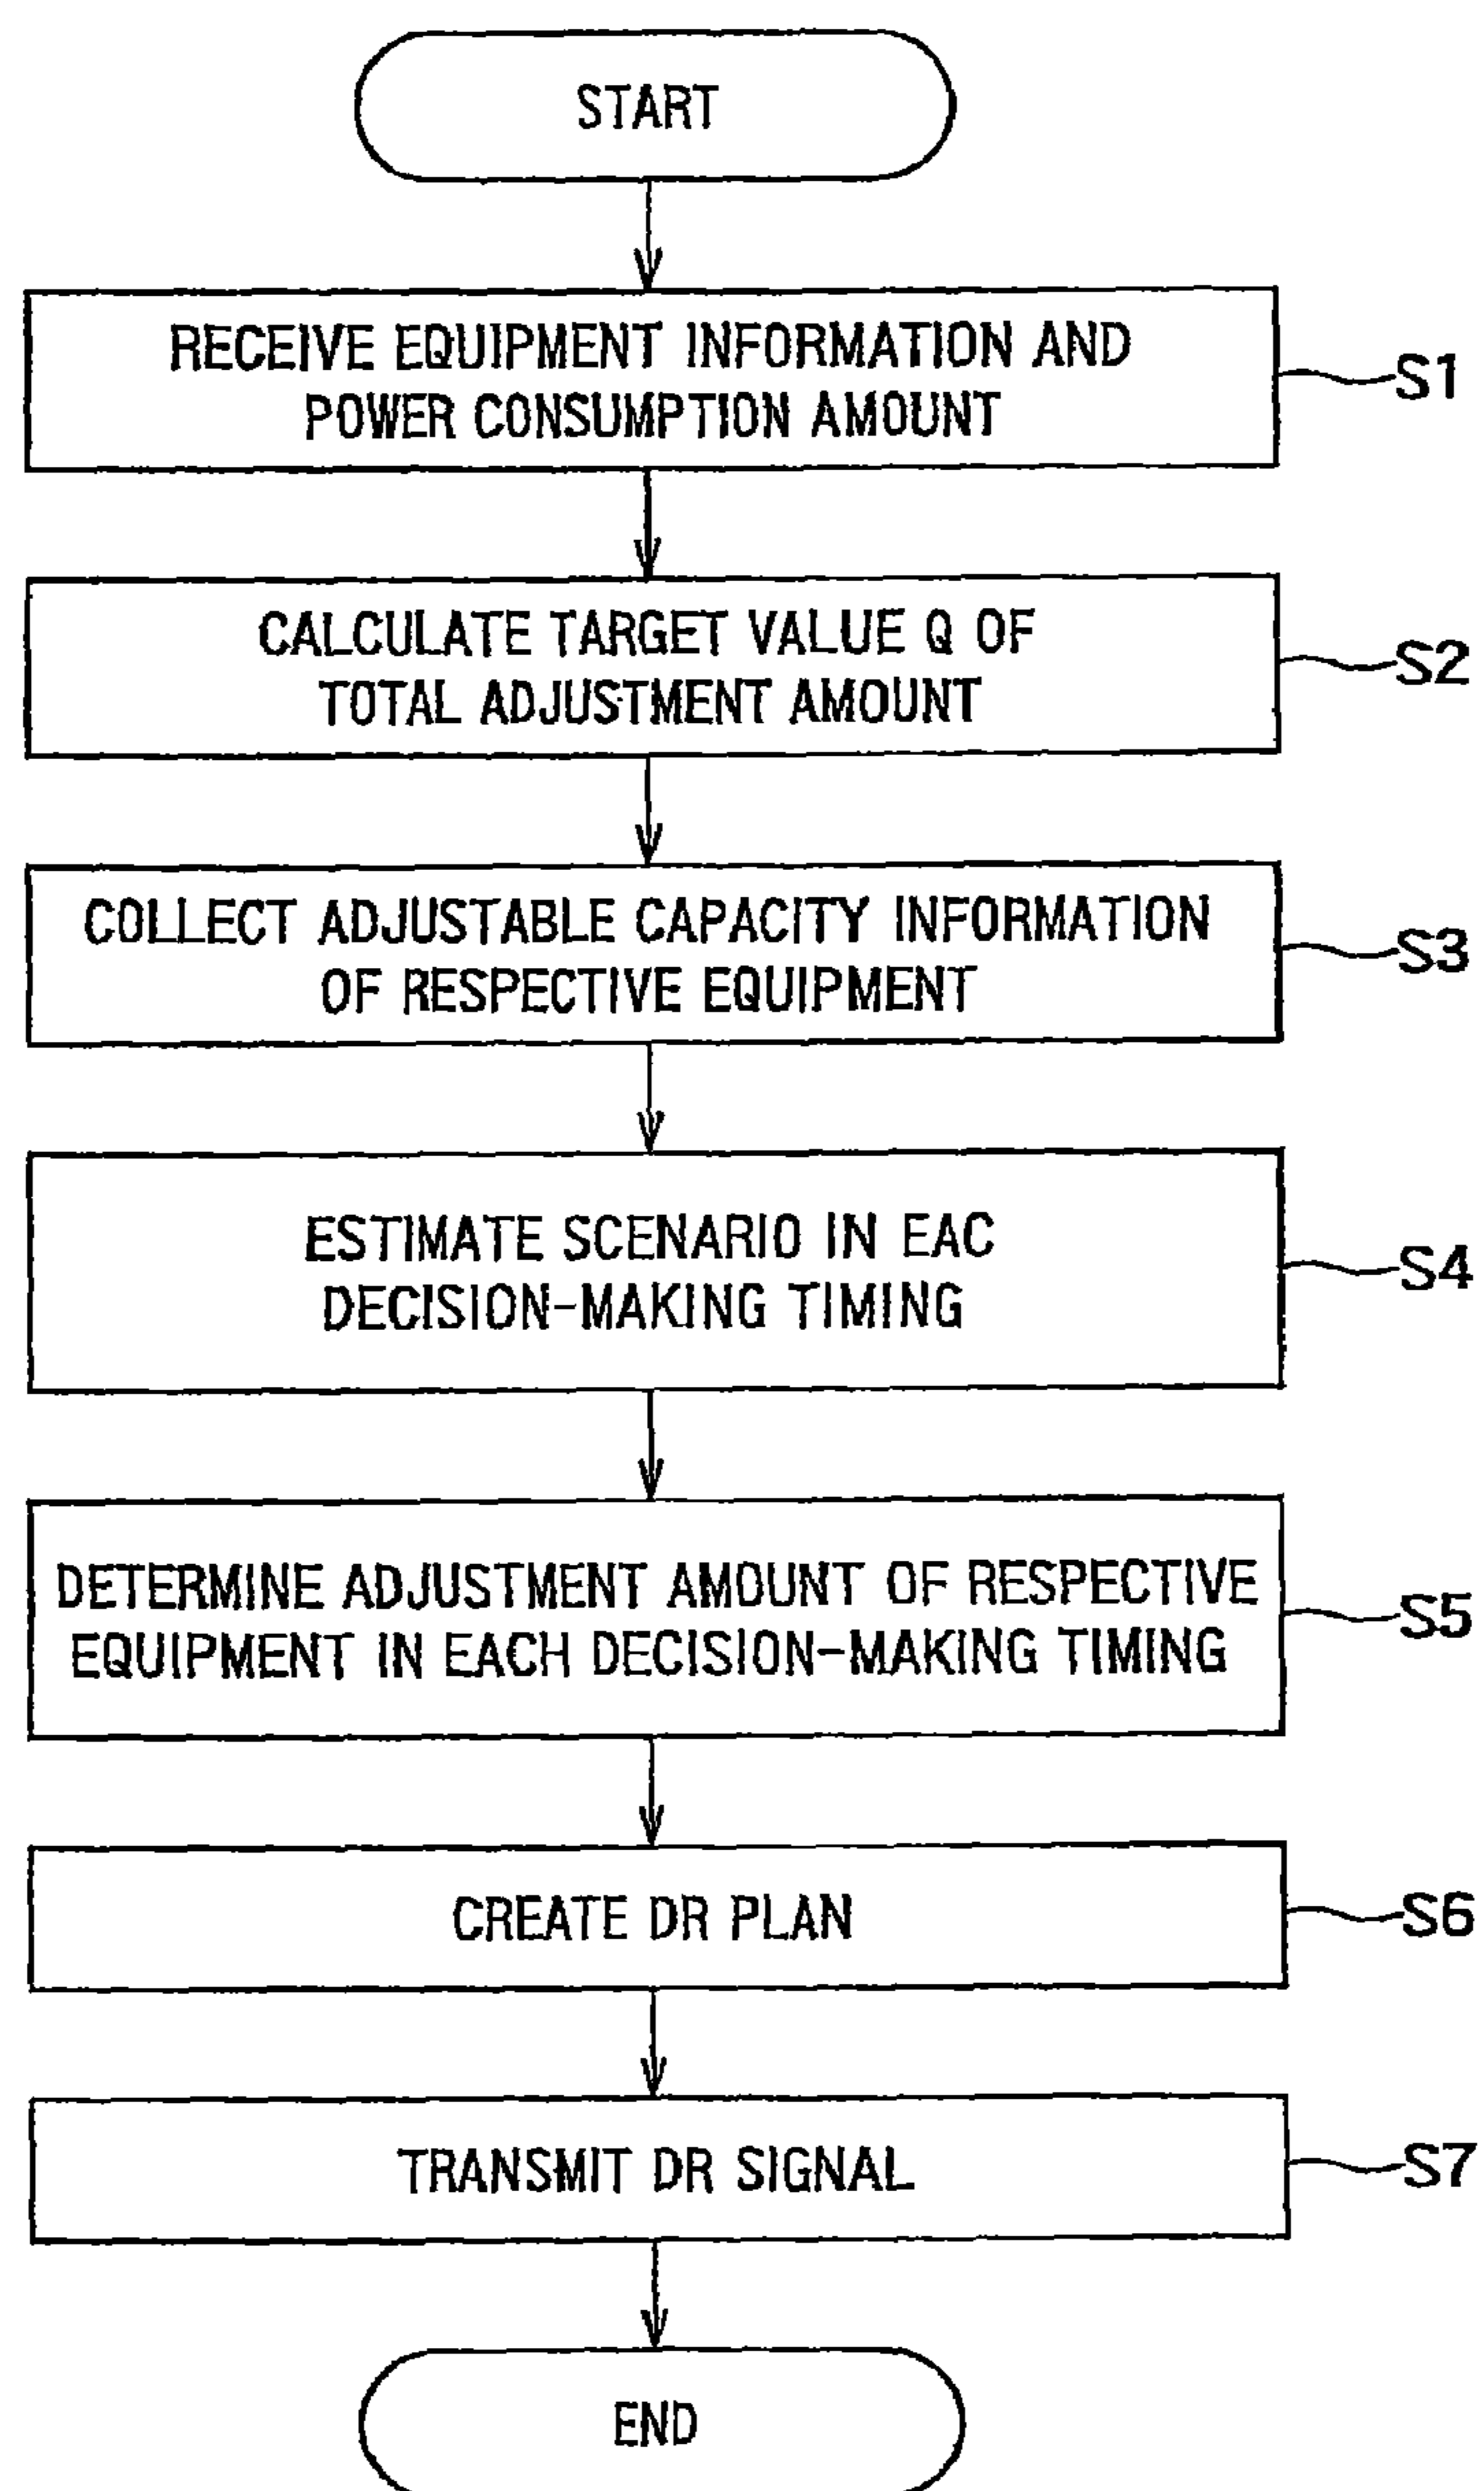 START
RECEIVE EQUIPMENT INFORMATION AND
POWER CONSUMPTION AMOUNT
S1
CALCULATE TARGET VALUE Q OF
TOTAL ADJUSTMENT AMOUNT
S2
COLLECT ADJUSTABLE CAPACITY INFORMATION
OF RESPECTIVE EQUIPMENT
S3
ESTIMATE SCENARIO IN EAC
DECISION-MAKING TIMING
S4
DETERMINE ADJUSTMENT AMOUNT OF RESPECTIVE
EQUIPMENT IN EACH DECISION-MAKING TIMING
S5
CREATE DR PLAN
S6
TRANSMIT DR SIGNAL
S7
END